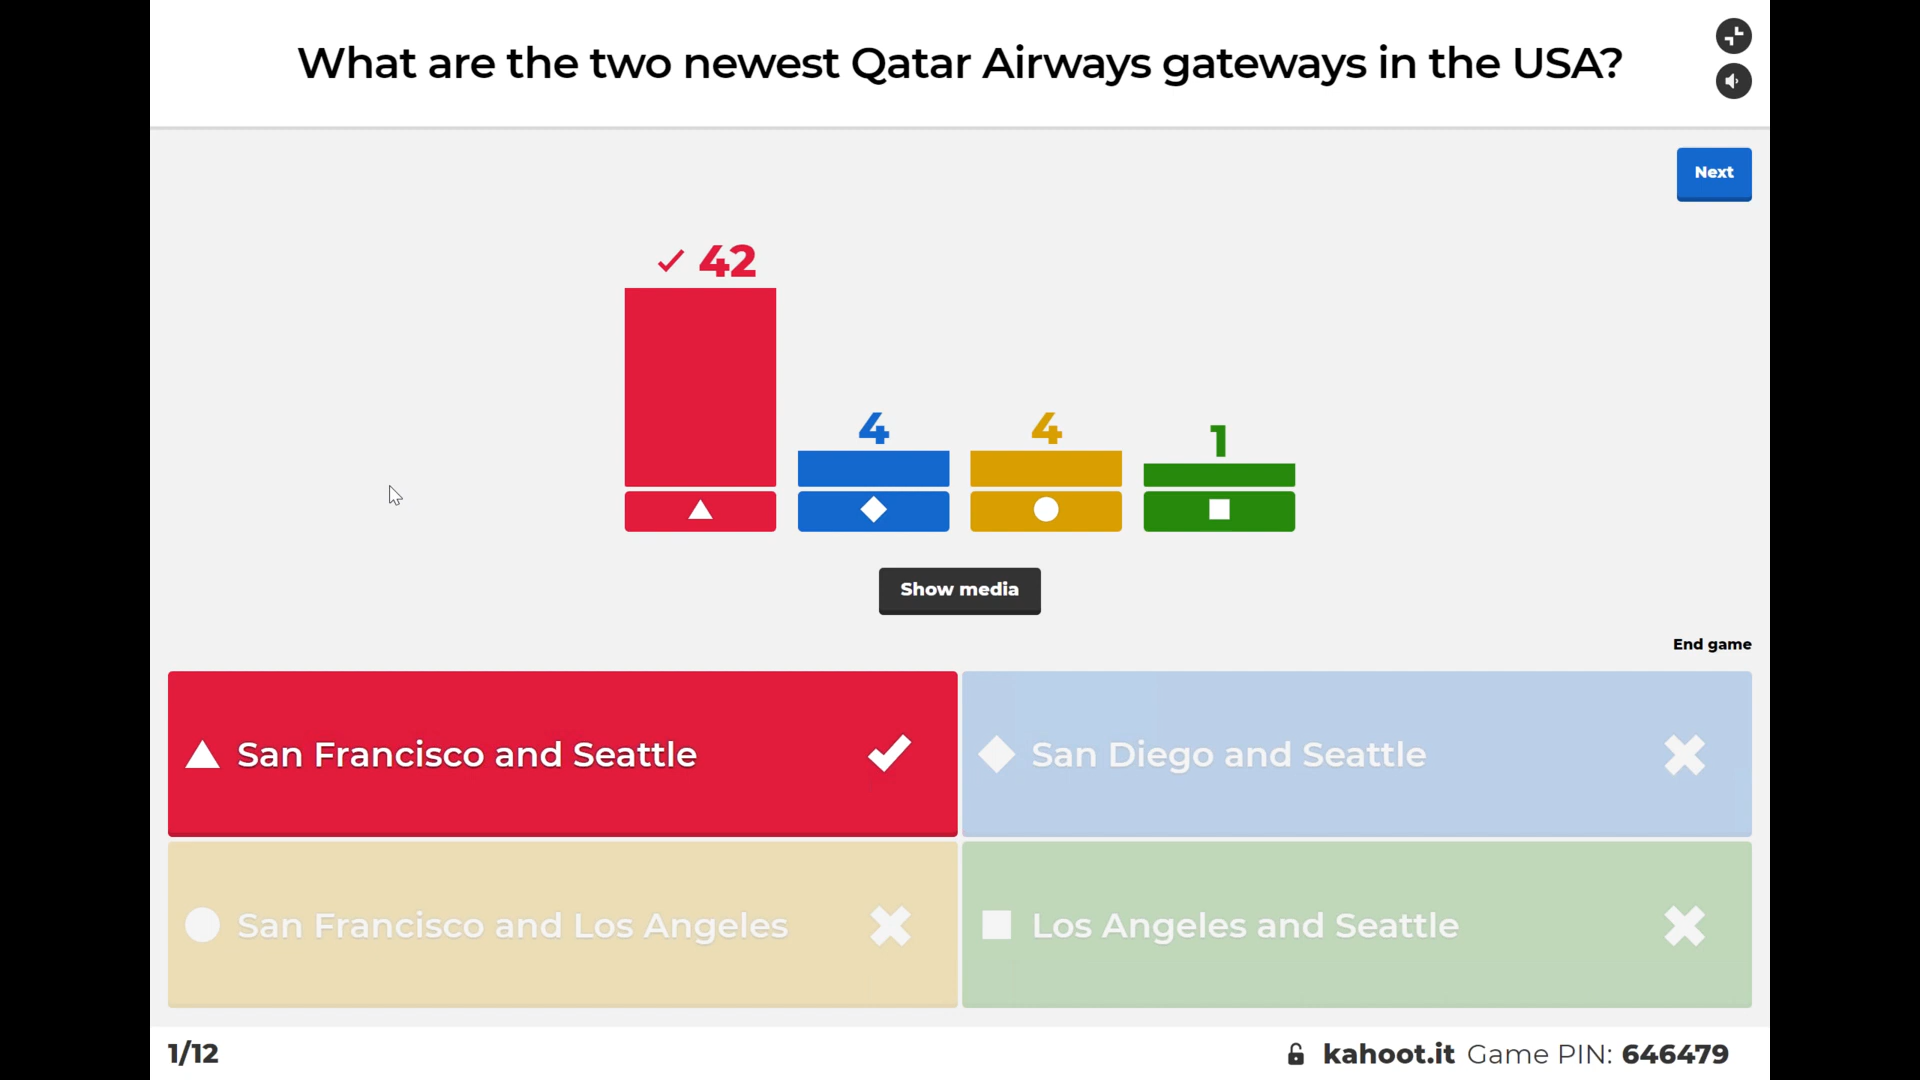 What are the two newest Qatar Airways gateways in the USA?
Next
42
4
4
1
Show media
End game
San Francisco and Seattle
San Diego and Seattle
San Francisco and Los Angeles
Los Angeles and Seattle
1/12
kahoot.it Game PIN: 646479